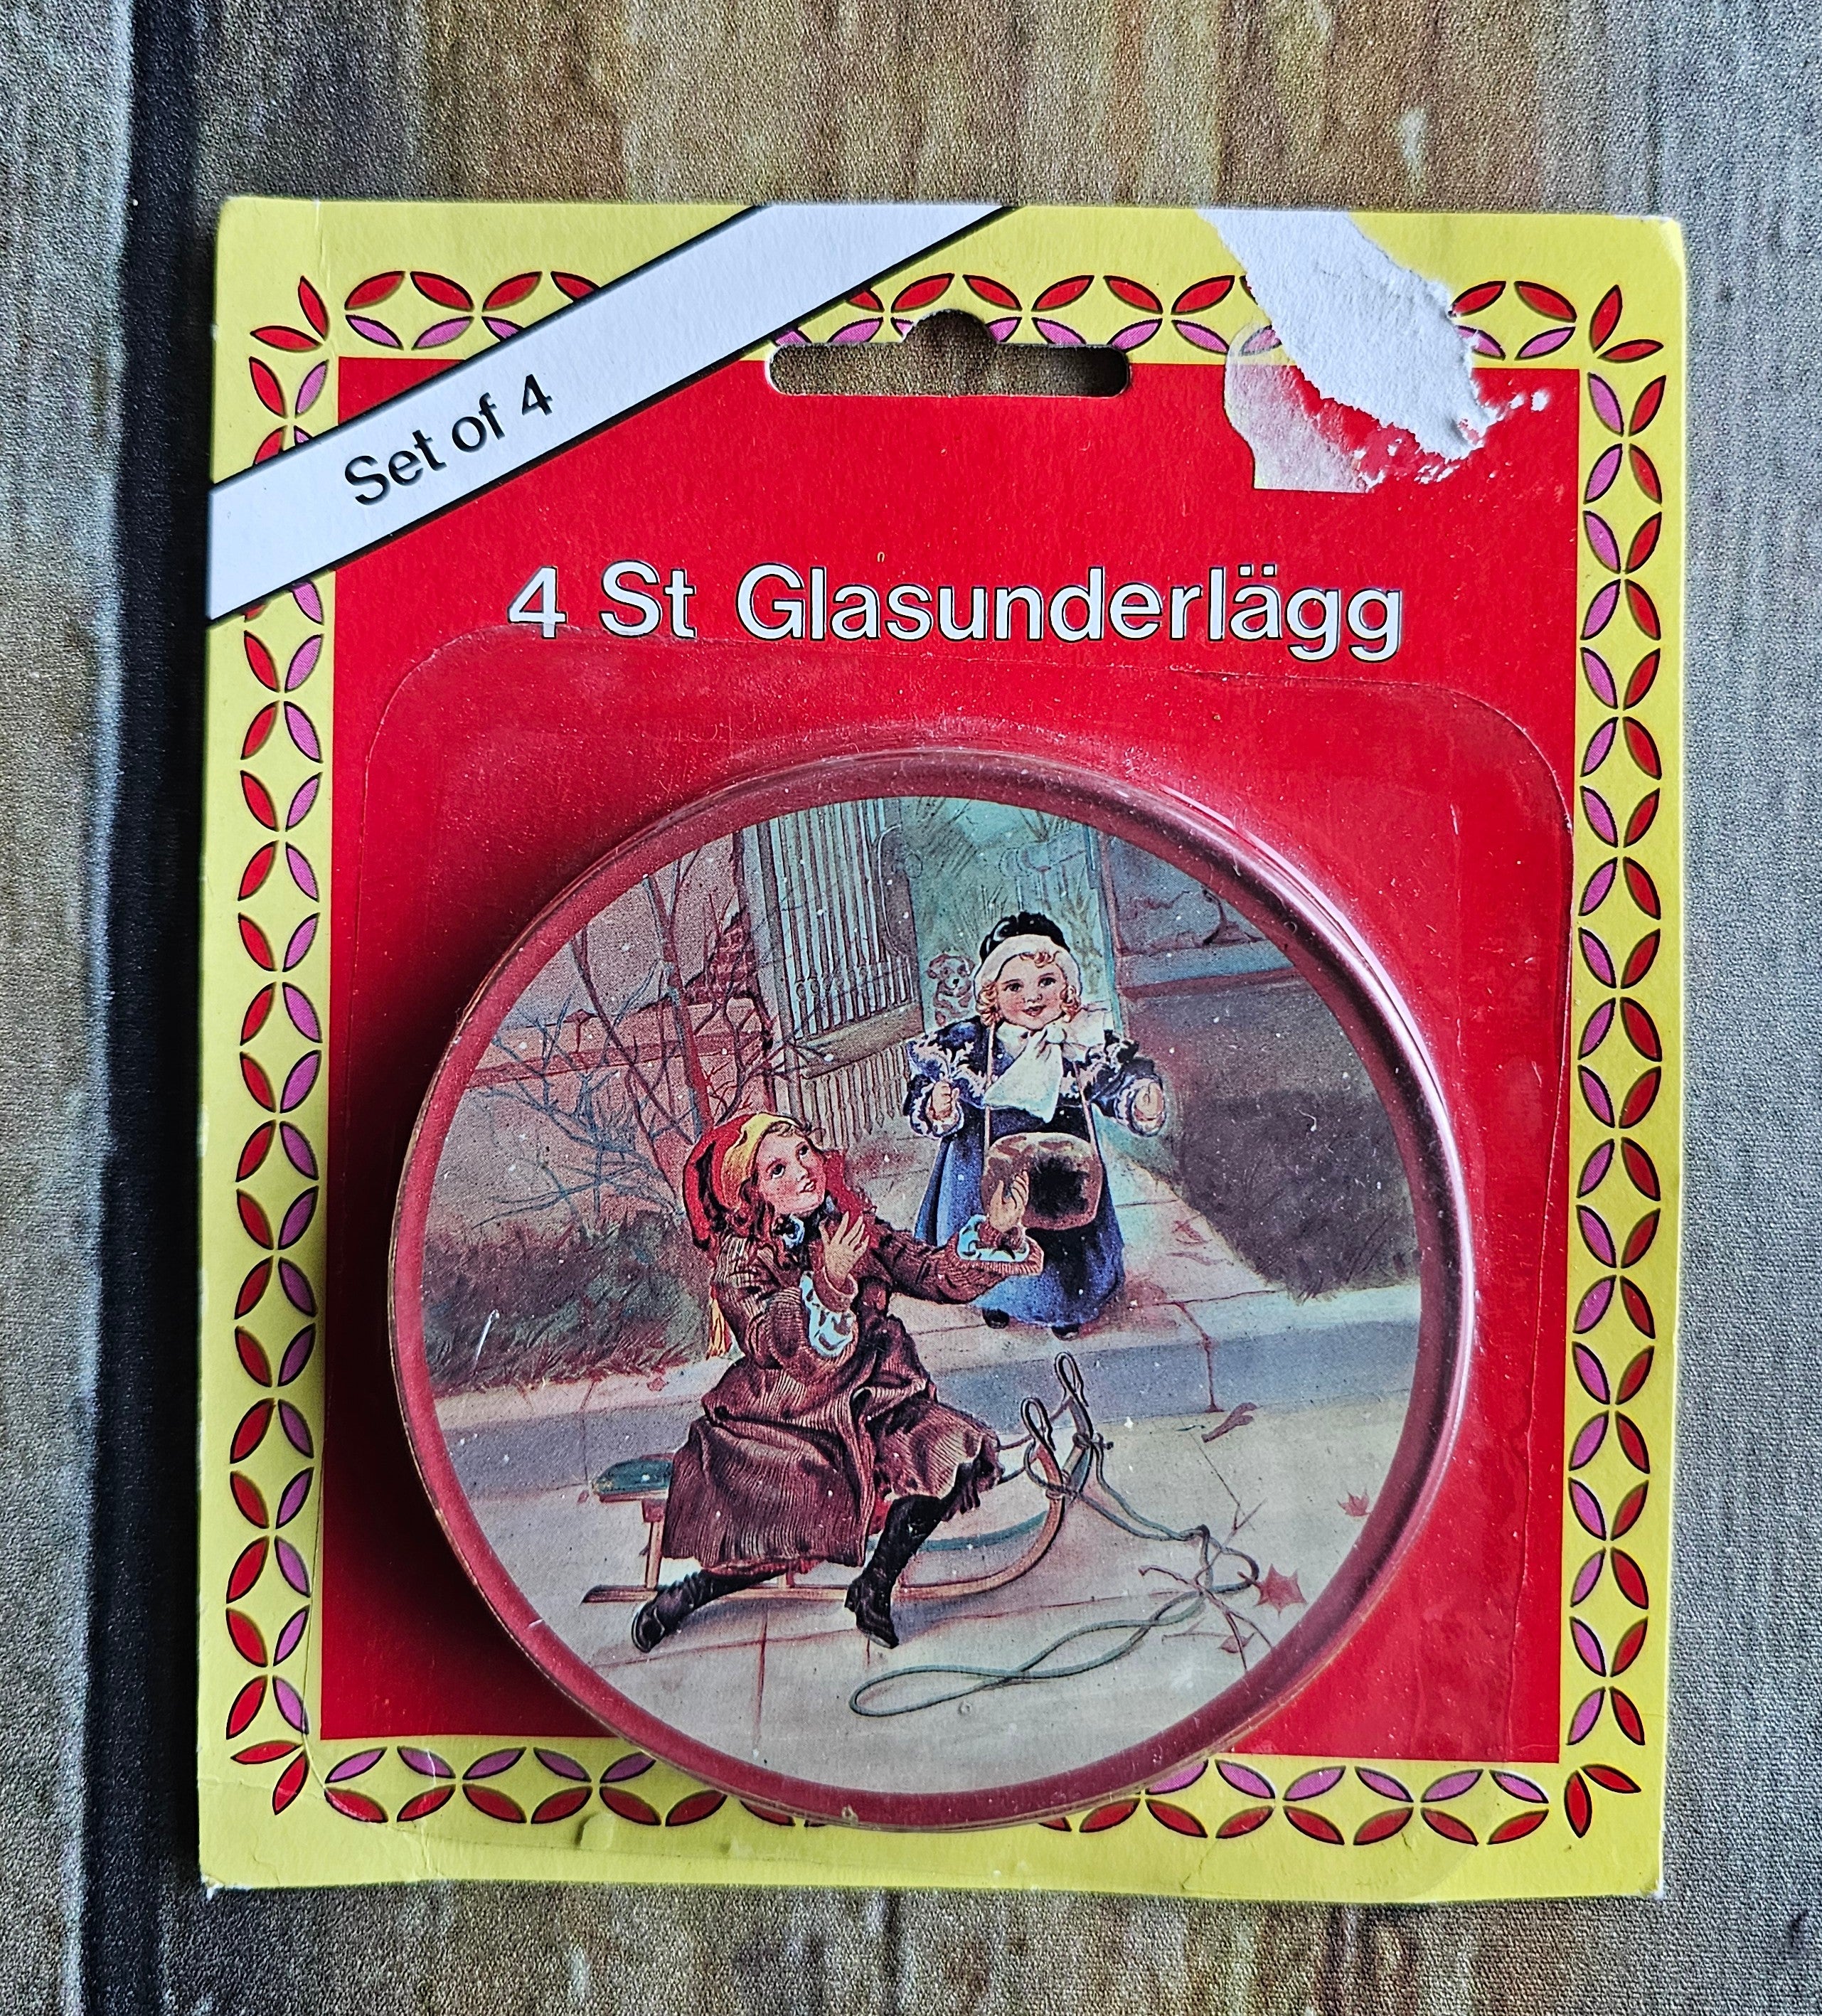 Set of 4
4 St Glasunderlägg